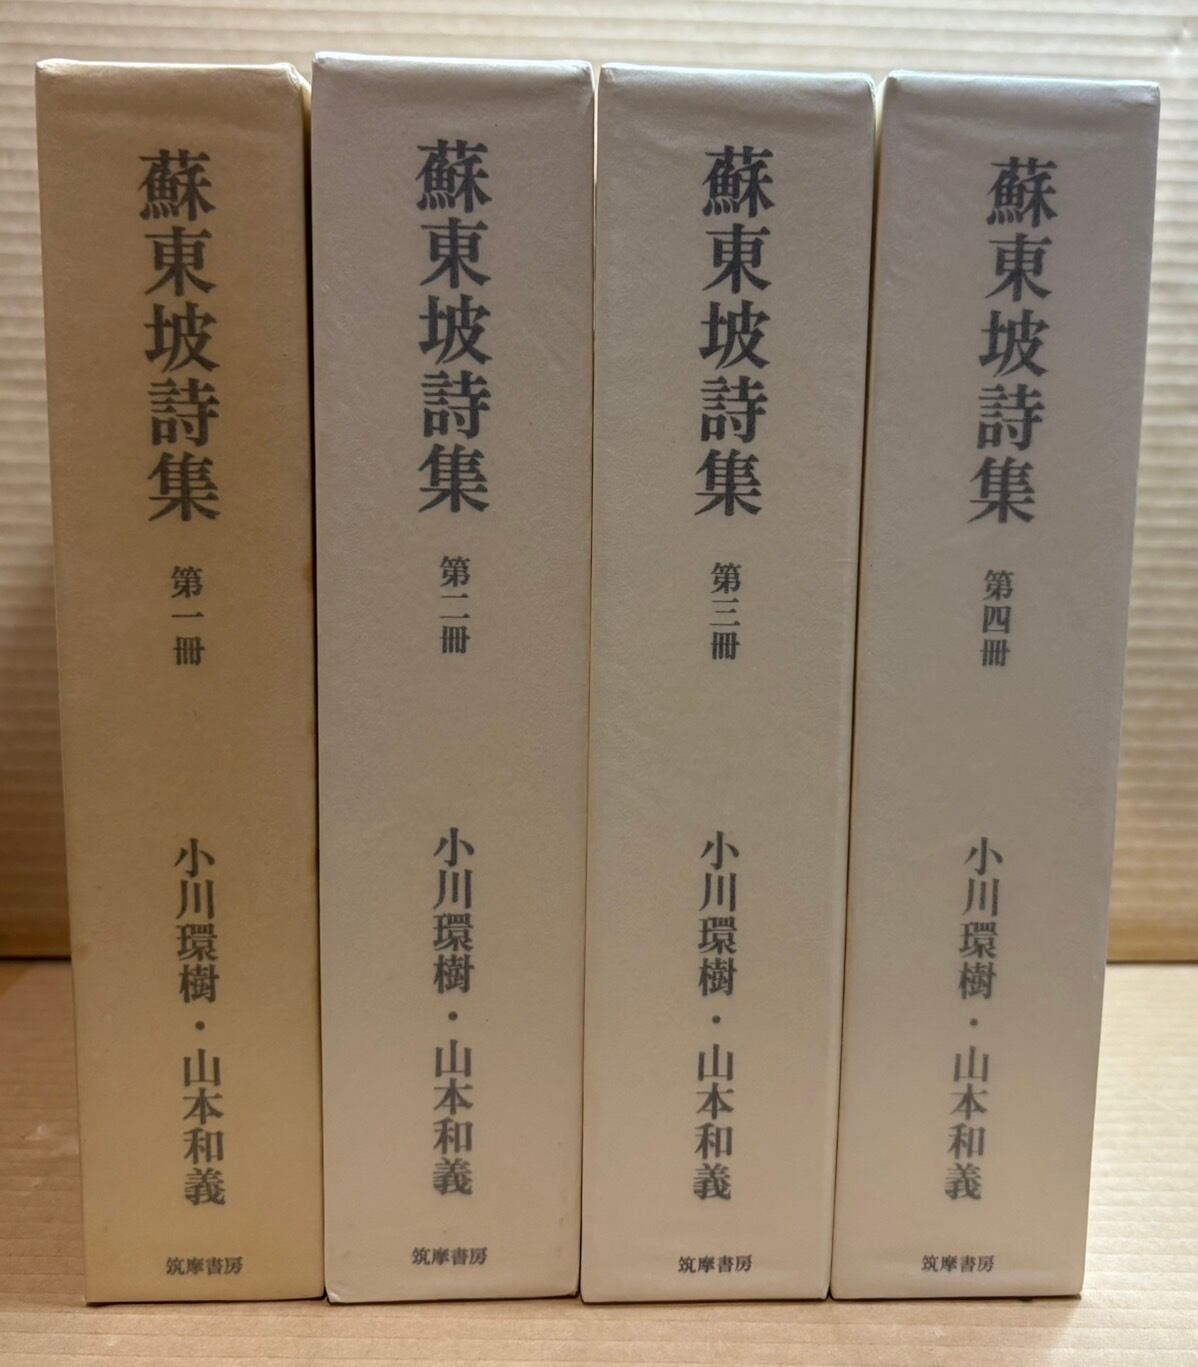 蘇東坡詩集 第一冊 小川環樹・山本和義
筑摩書房
蘇東坡詩集 第二冊 小川環樹・山本和義
筑摩書房
蘇東坡詩集 第三冊 小川環樹・山本和義
筑摩書房
蘇東坡詩集 第四冊 小川環樹・山本和義
筑摩書房